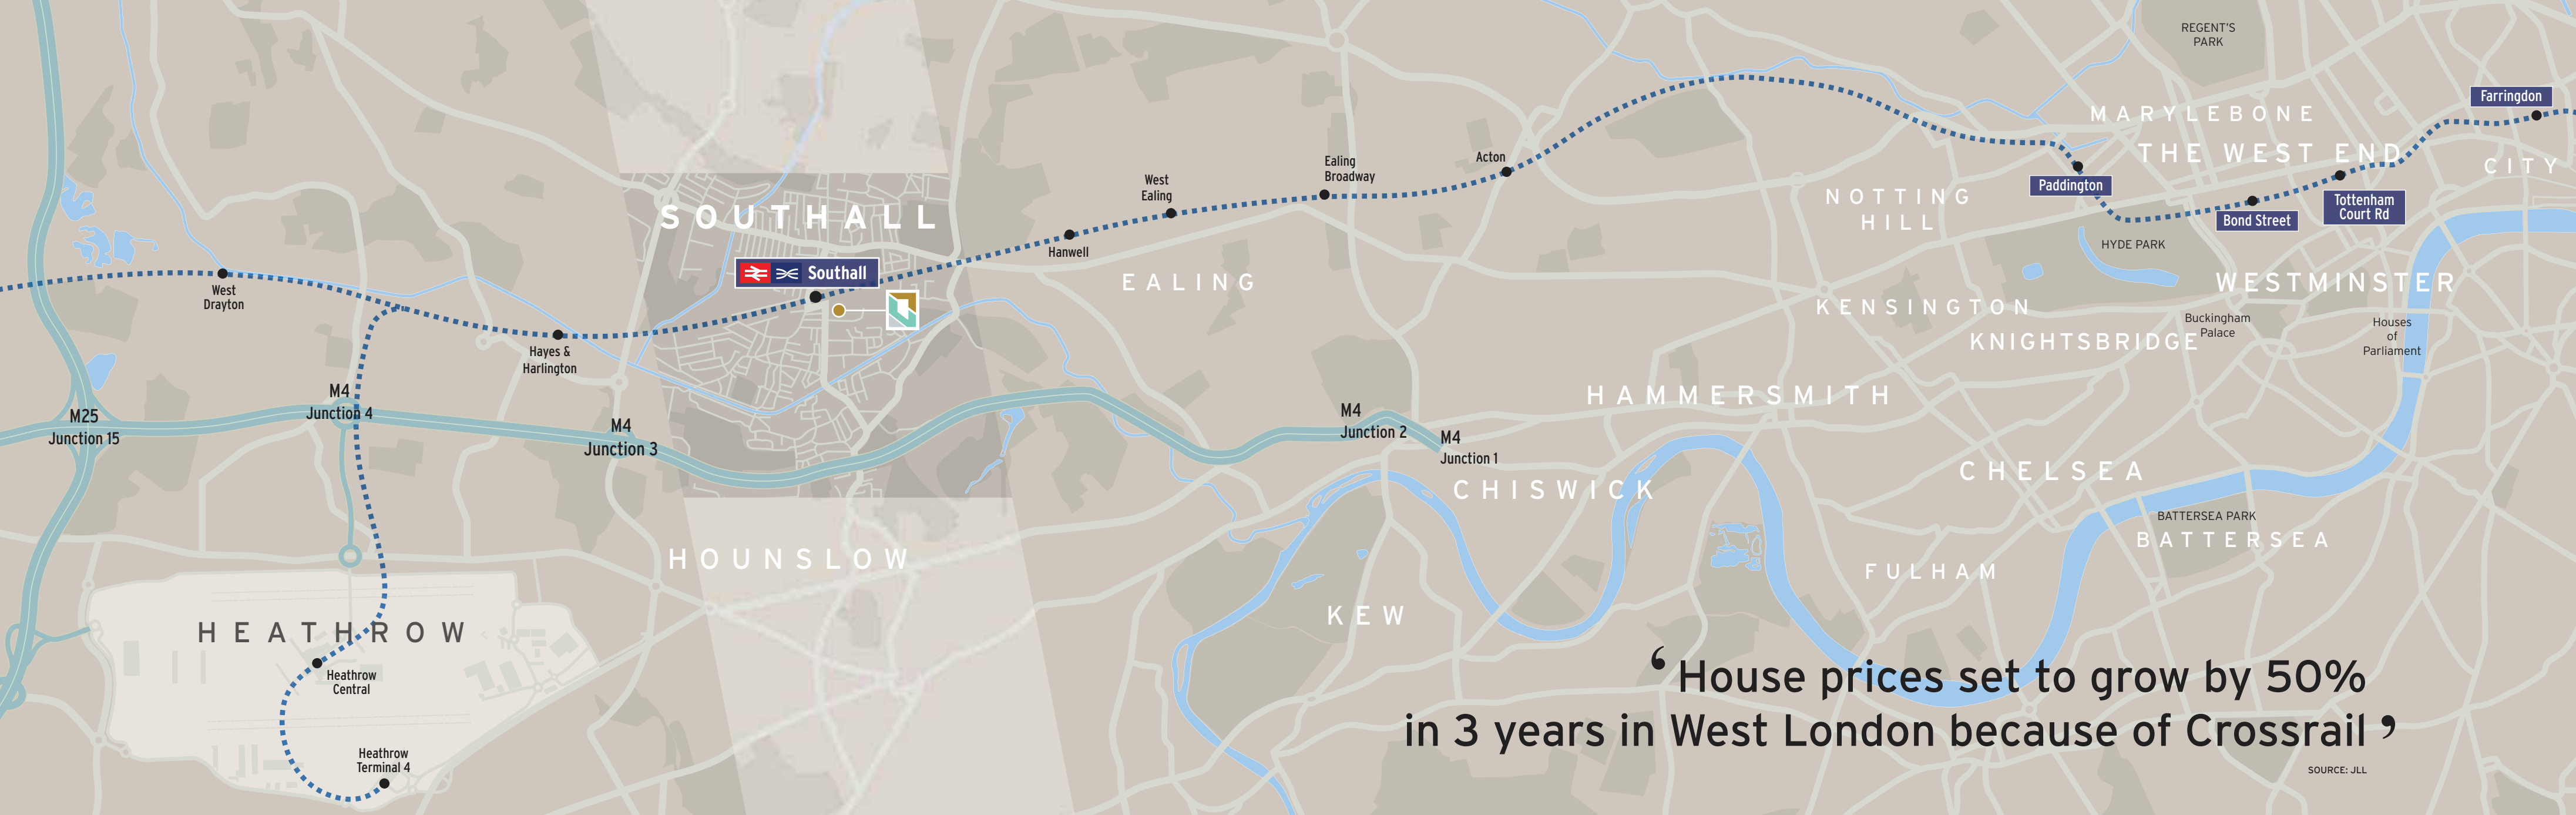 REGENT'S
PARK
Farringdon
MARYLEBONE
THE WEST END
CITY
Ealing
Broadway
Acton
West
Ealing
Paddington
NOTTING
HILL
Tottenham
Court Rd
Bond Street
SOUTHALL
Hanwell
HYDE PARK
Southall
EALING
WESTMINSTER
West
Drayton
KENSINGTON
Buckingham
Palace
Houses
of
Parliament
KNIGHTSBRIDGE
Hayes &
Harlington
HAMMERSMITH
M4
Junction 4
M25
Junction 15
M4
Junction 3
M4
Junction 2
M4
Junction 1
CHELSEA
CHISWICK
BATTERSEA PARK
BATTERSEA
HOUNSLOW
FULHAM
KEW
HEATHROW
Heathrow
Central
Heathrow
Terminal 4
‘House prices set to grow by 50%
in 3 years in West London because of Crossrail’
SOURCE: JLL